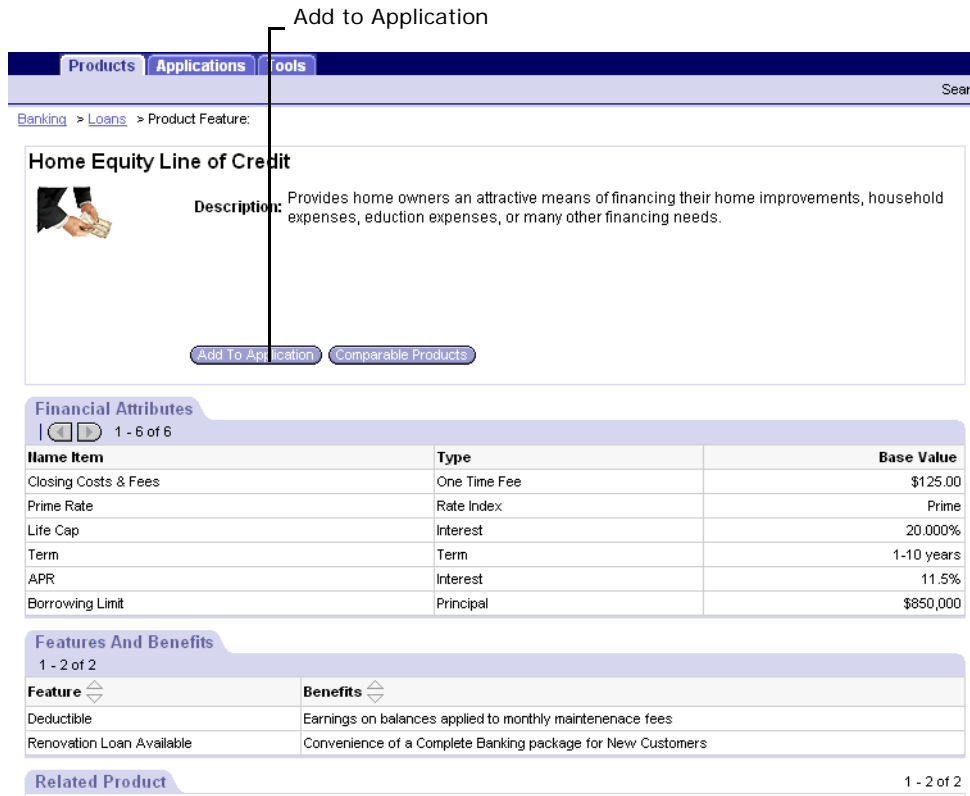 Add to Application
Products Applications Tools
Sear
Banking > Loans > Product Feature:
Home Equity Line of Credit
Description: Provides home owners an attractive means of financing their home improvements, household
expenses, eduction expenses, or many other financing needs.
Add To Application Comparable Products
Financial Attributes
1 - 6 of 6
Name Item Type Base Value
Closing Costs & Fees One Time Fee $125.00
Prime Rate Rate Index Prime
Life Cap Interest 20.000%
Term Term 1-10 years
APR Interest 11.5%
Borrowing Limit Principal $850,000
Features And Benefits
1 - 2 of 2
Feature Benefits
Deductible Earnings on balances applied to monthly maintenenace fees
Renovation Loan Available Convenience of a Complete Banking package for New Customers
Related Product 1 - 2 of 2